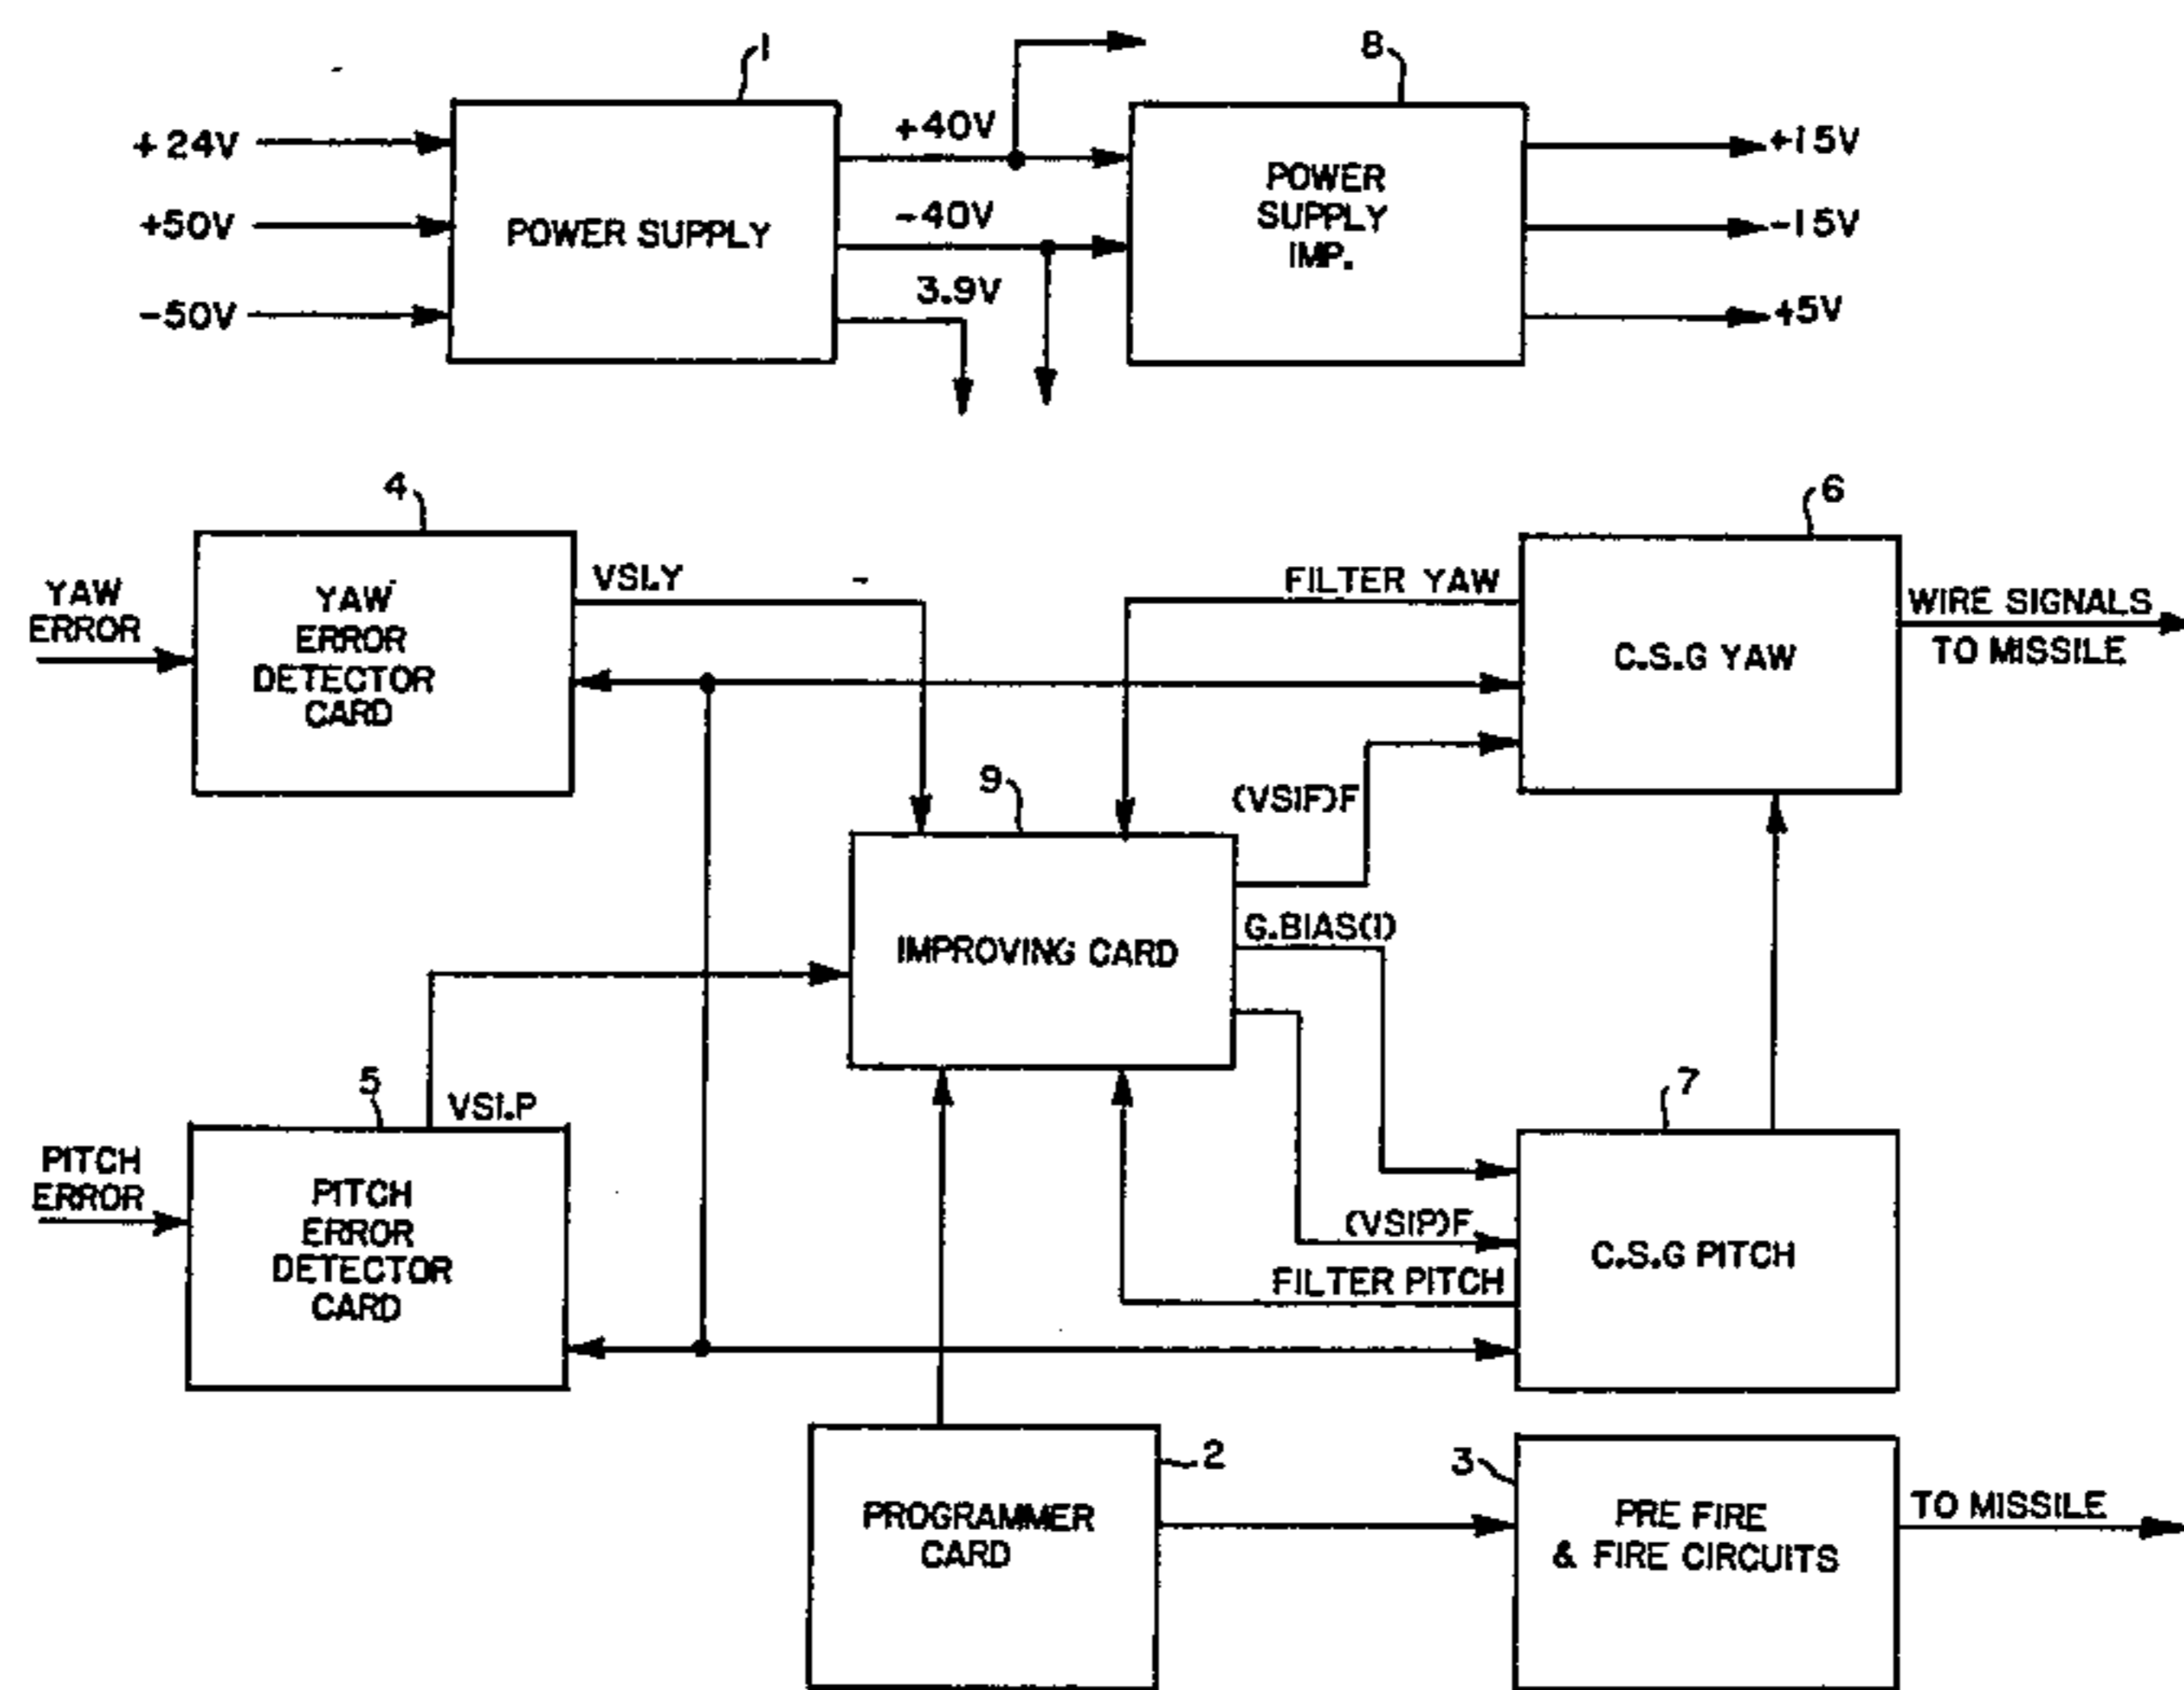 1
8
+24V
+50V
-50V
POWER SUPPLY
+40V
-40V
3.9V
POWER
SUPPLY
IMP.
+15V
-15V
+5V
4
YAW
ERROR
YAW
ERROR
DETECTOR
CARD
VSI.Y
FILTER YAW
6
C.S.G YAW
WIRE SIGNALS
TO MISSILE
9
(VSIF)F
IMPROVING CARD
G.BIAS(1)
5
VSI.P
PITCH
ERROR
PITCH
ERROR
DETECTOR
CARD
7
(VSIP)F
FILTER PITCH
C.S.G PITCH
2
PROGRAMMER
CARD
3
PRE FIRE
& FIRE CIRCUITS
TO MISSILE